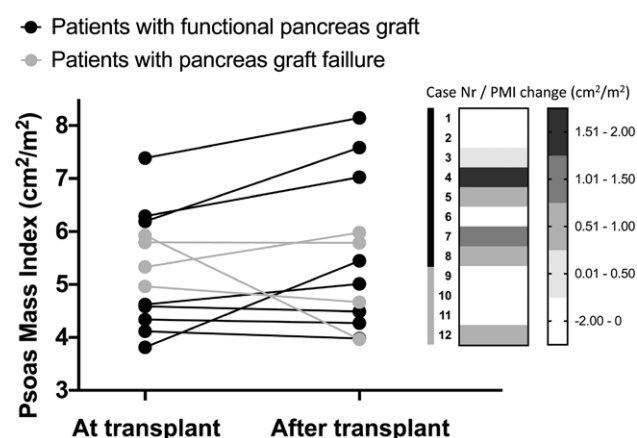 Patients with functional pancreas graft
Patients with pancreas graft faillure
Psoas Mass Index (cm²/m²)
8
7
6
5
4
3
At transplant After transplant
Case Nr / PMI change (cm²/m²)
1
2
3
4
5
6
7
8
9
10
11
12
1.51 - 2.00
1.01 - 1.50
0.51 - 1.00
0.01 - 0.50
-2.00 - 0